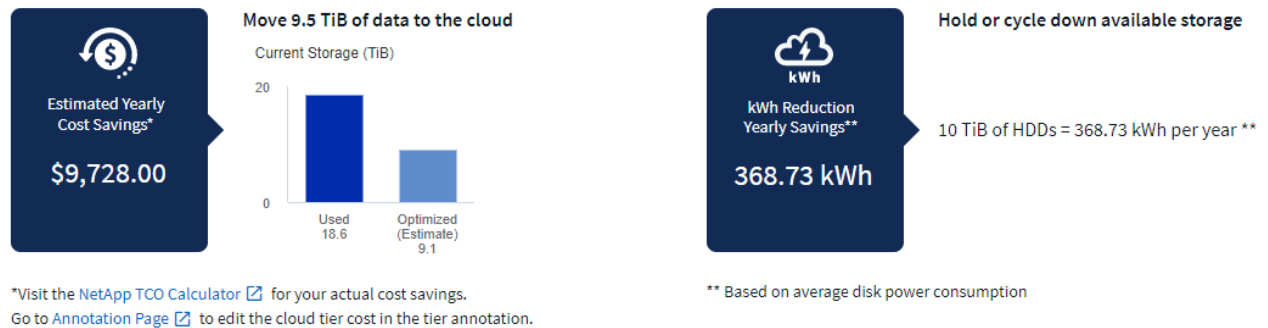 Estimated Yearly
Cost Savings*
$9,728.00
Move 9.5 TiB of data to the cloud
Current Storage (TiB)
20
0
Used
18.6
Optimized
(Estimate)
9.1
*Visit the NetApp TCO Calculator for your actual cost savings.
Go to Annotation Page to edit the cloud tier cost in the tier annotation.
$
kWh
kWh Reduction
Yearly Savings**
368.73 kWh
Hold or cycle down available storage
10 TiB of HDDs = 368.73 kWh per year **
** Based on average disk power consumption